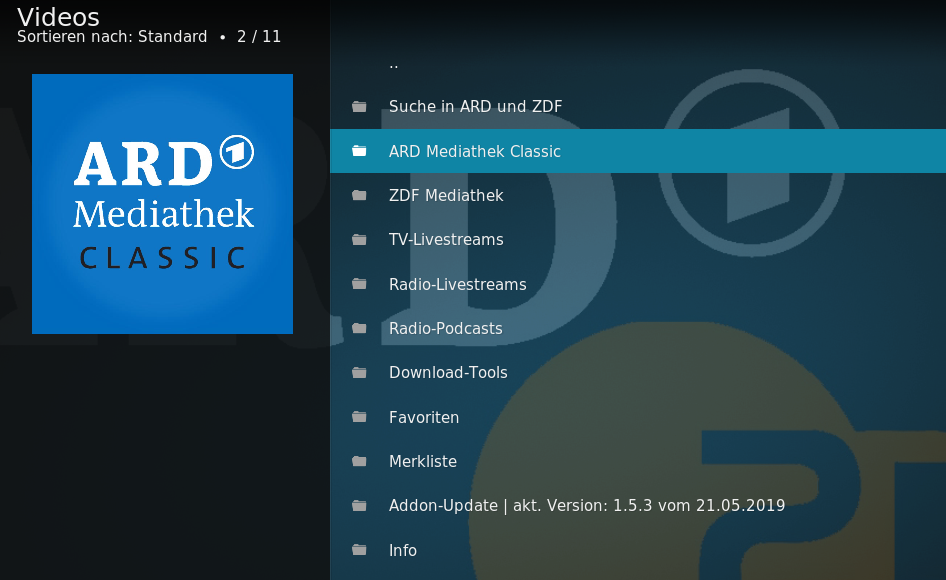 Videos
Sortieren nach: Standard • 2 / 11
ARD
Mediathek
CLASSIC
..
Suche in ARD und ZDF
ARD Mediathek Classic
ZDF Mediathek
TV-Livestreams
Radio-Livestreams
Radio-Podcasts
Download-Tools
Favoriten
Merkliste
Addon-Update | akt. Version: 1.5.3 vom 21.05.2019
Info